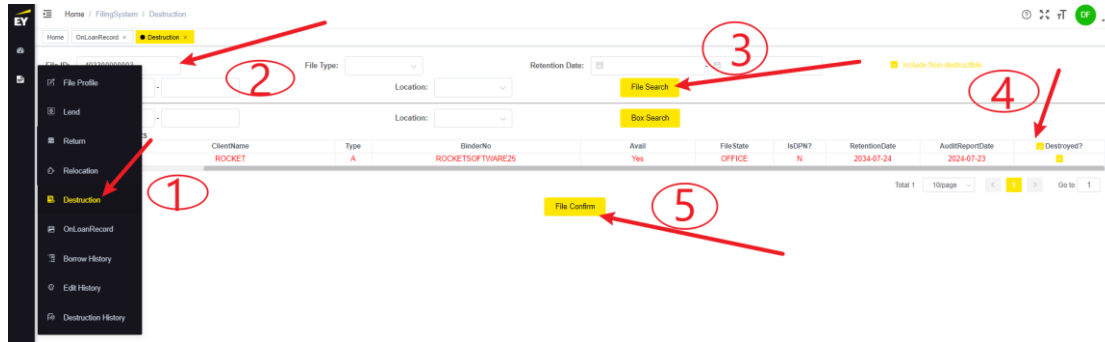 EY
Home / FilingSystem / Destruction
DF
Home OnLoanRecord × Destruction ×
File Type: Retention Date: - Include Non-destructible
- Location: File Search
- Location: Box Search
ClientName Type BinderNo Avail FileState IsDPN? RetentionDate AuditReportDate Destroyed?
ROCKET A ROCKETSOFTWARE25 Yes OFFICE N 2034-07-24 2024-07-23
Total 1 10/page < 1 > Go to 1
File Confirm
File Profile
Lend
Return
Relocation
Destruction
OnLoanRecord
Borrow History
Edit History
Destruction History
1
2
3
4
5